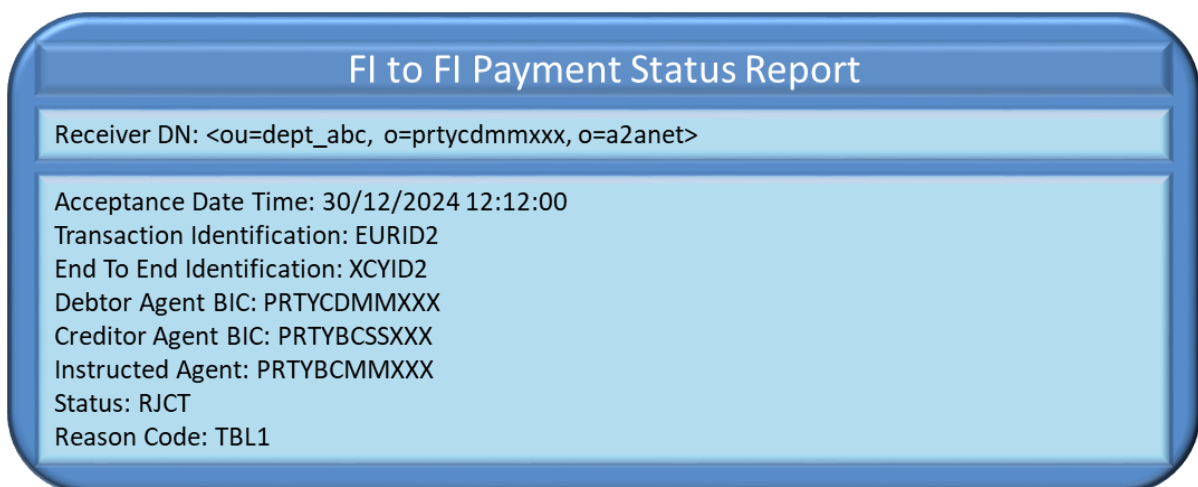 FI to FI Payment Status Report
Receiver DN: <ou=dept_abc, o=prtycdmmxxx, o=a2anet>
Acceptance Date Time: 30/12/2024 12:12:00
Transaction Identification: EURID2
End To End Identification: XCYID2
Debtor Agent BIC: PRTYCDMMXXX
Creditor Agent BIC: PRTYBCSSXXX
Instructed Agent: PRTYBCMMXXX
Status: RJCT
Reason Code: TBL1